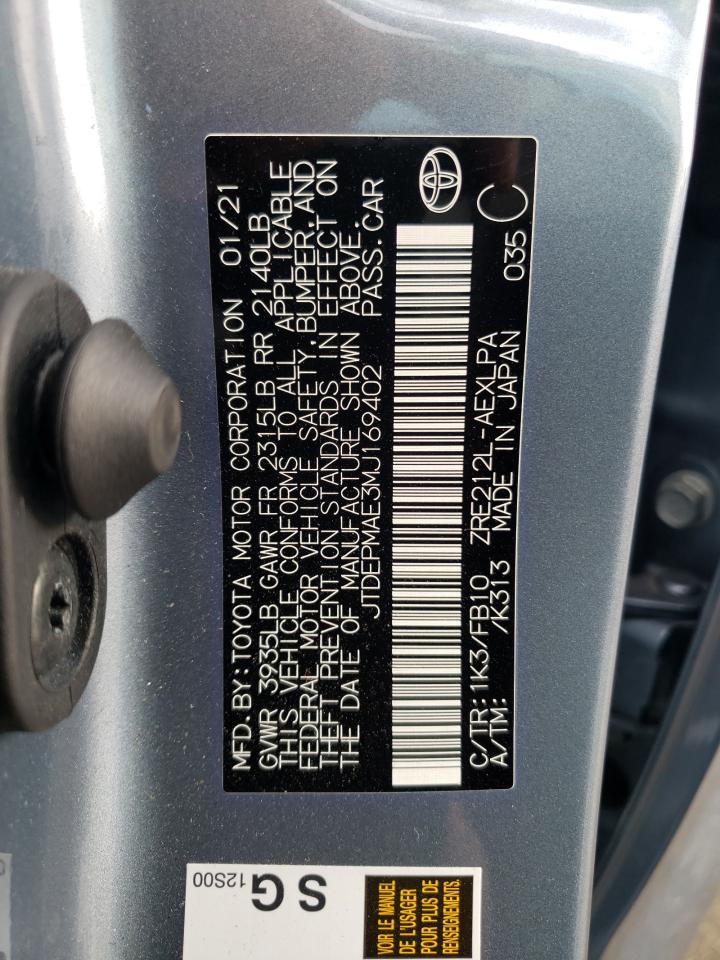 MFD.BY:TOYOTA MOTOR CORPORATION 01/21
GVWR 3935LB GAWR FR 2315LB RR 2140LB
THIS VEHICLE CONFORMS TO ALL APPLICABLE
FEDERAL MOTOR VEHICLE SAFETY,BUMPER,AND
THEFT PREVENTION STANDARDS IN EFFECT ON
THE DATE OF MANUFACTURE SHOWN ABOVE.
JTDEPMAE3MJ169402 PASS.CAR
C/TR: 1K3/FB10 ZRE212L-AEXLPA
A/TM: /K313 MADE IN JAPAN 035 C
12S00
SG
VOIR LE MANUEL
DE L'USAGER
POUR PLUS DE
RENSEIGNEMENTS.